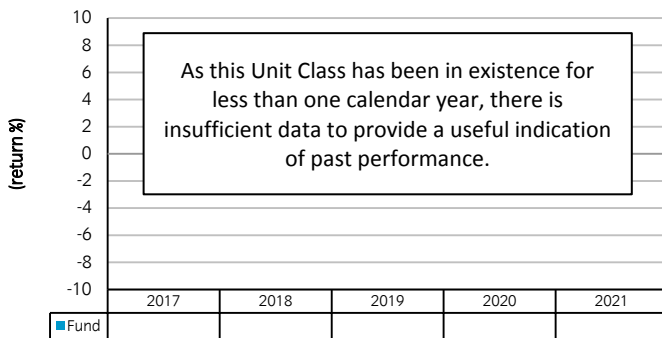 10
8
6
4
2
0
-2
-4
-6
-8
-10
(return %)
As this Unit Class has been in existence for
less than one calendar year, there is
insufficient data to provide a useful indication
of past performance.
2017 2018 2019 2020 2021
Fund